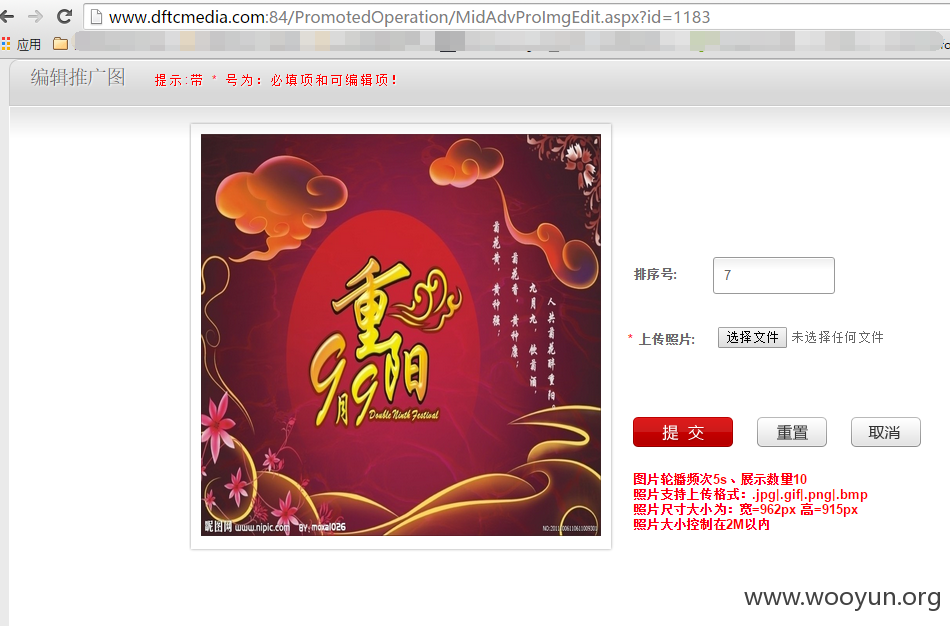 www.dftcmedia.com:84/PromotedOperation/MidAdvProImgEdit.aspx?id=1183
应用
编辑推广图
提示:带 * 号为：必填项和可编辑项！
重
9月9
阳
Double Ninth Festival
菊花黄，黄种强；
菊花香，黄种康；
九月九，饮菊酒，
人共菊花醉重阳。
昵图网 www.nipic.com BY: moxa1026
排序号:
7
* 上传照片:
选择文件 未选择任何文件
提 交
重置
取消
图片轮播频次5s、展示数量10
照片支持上传格式：.jpg|.gif|.png|.bmp
照片尺寸大小为：宽=962px 高=915px
照片大小控制在2M以内
www.wooyun.org